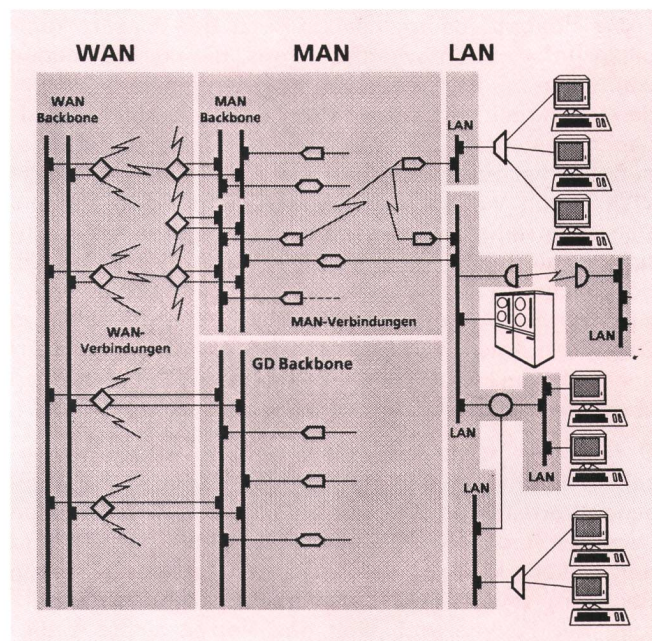 WAN
MAN
LAN
WAN
Backbone
MAN
Backbone
LAN
WAN-
Verbindungen
MAN-Verbindungen
GD Backbone
LAN
LAN
LAN
LAN